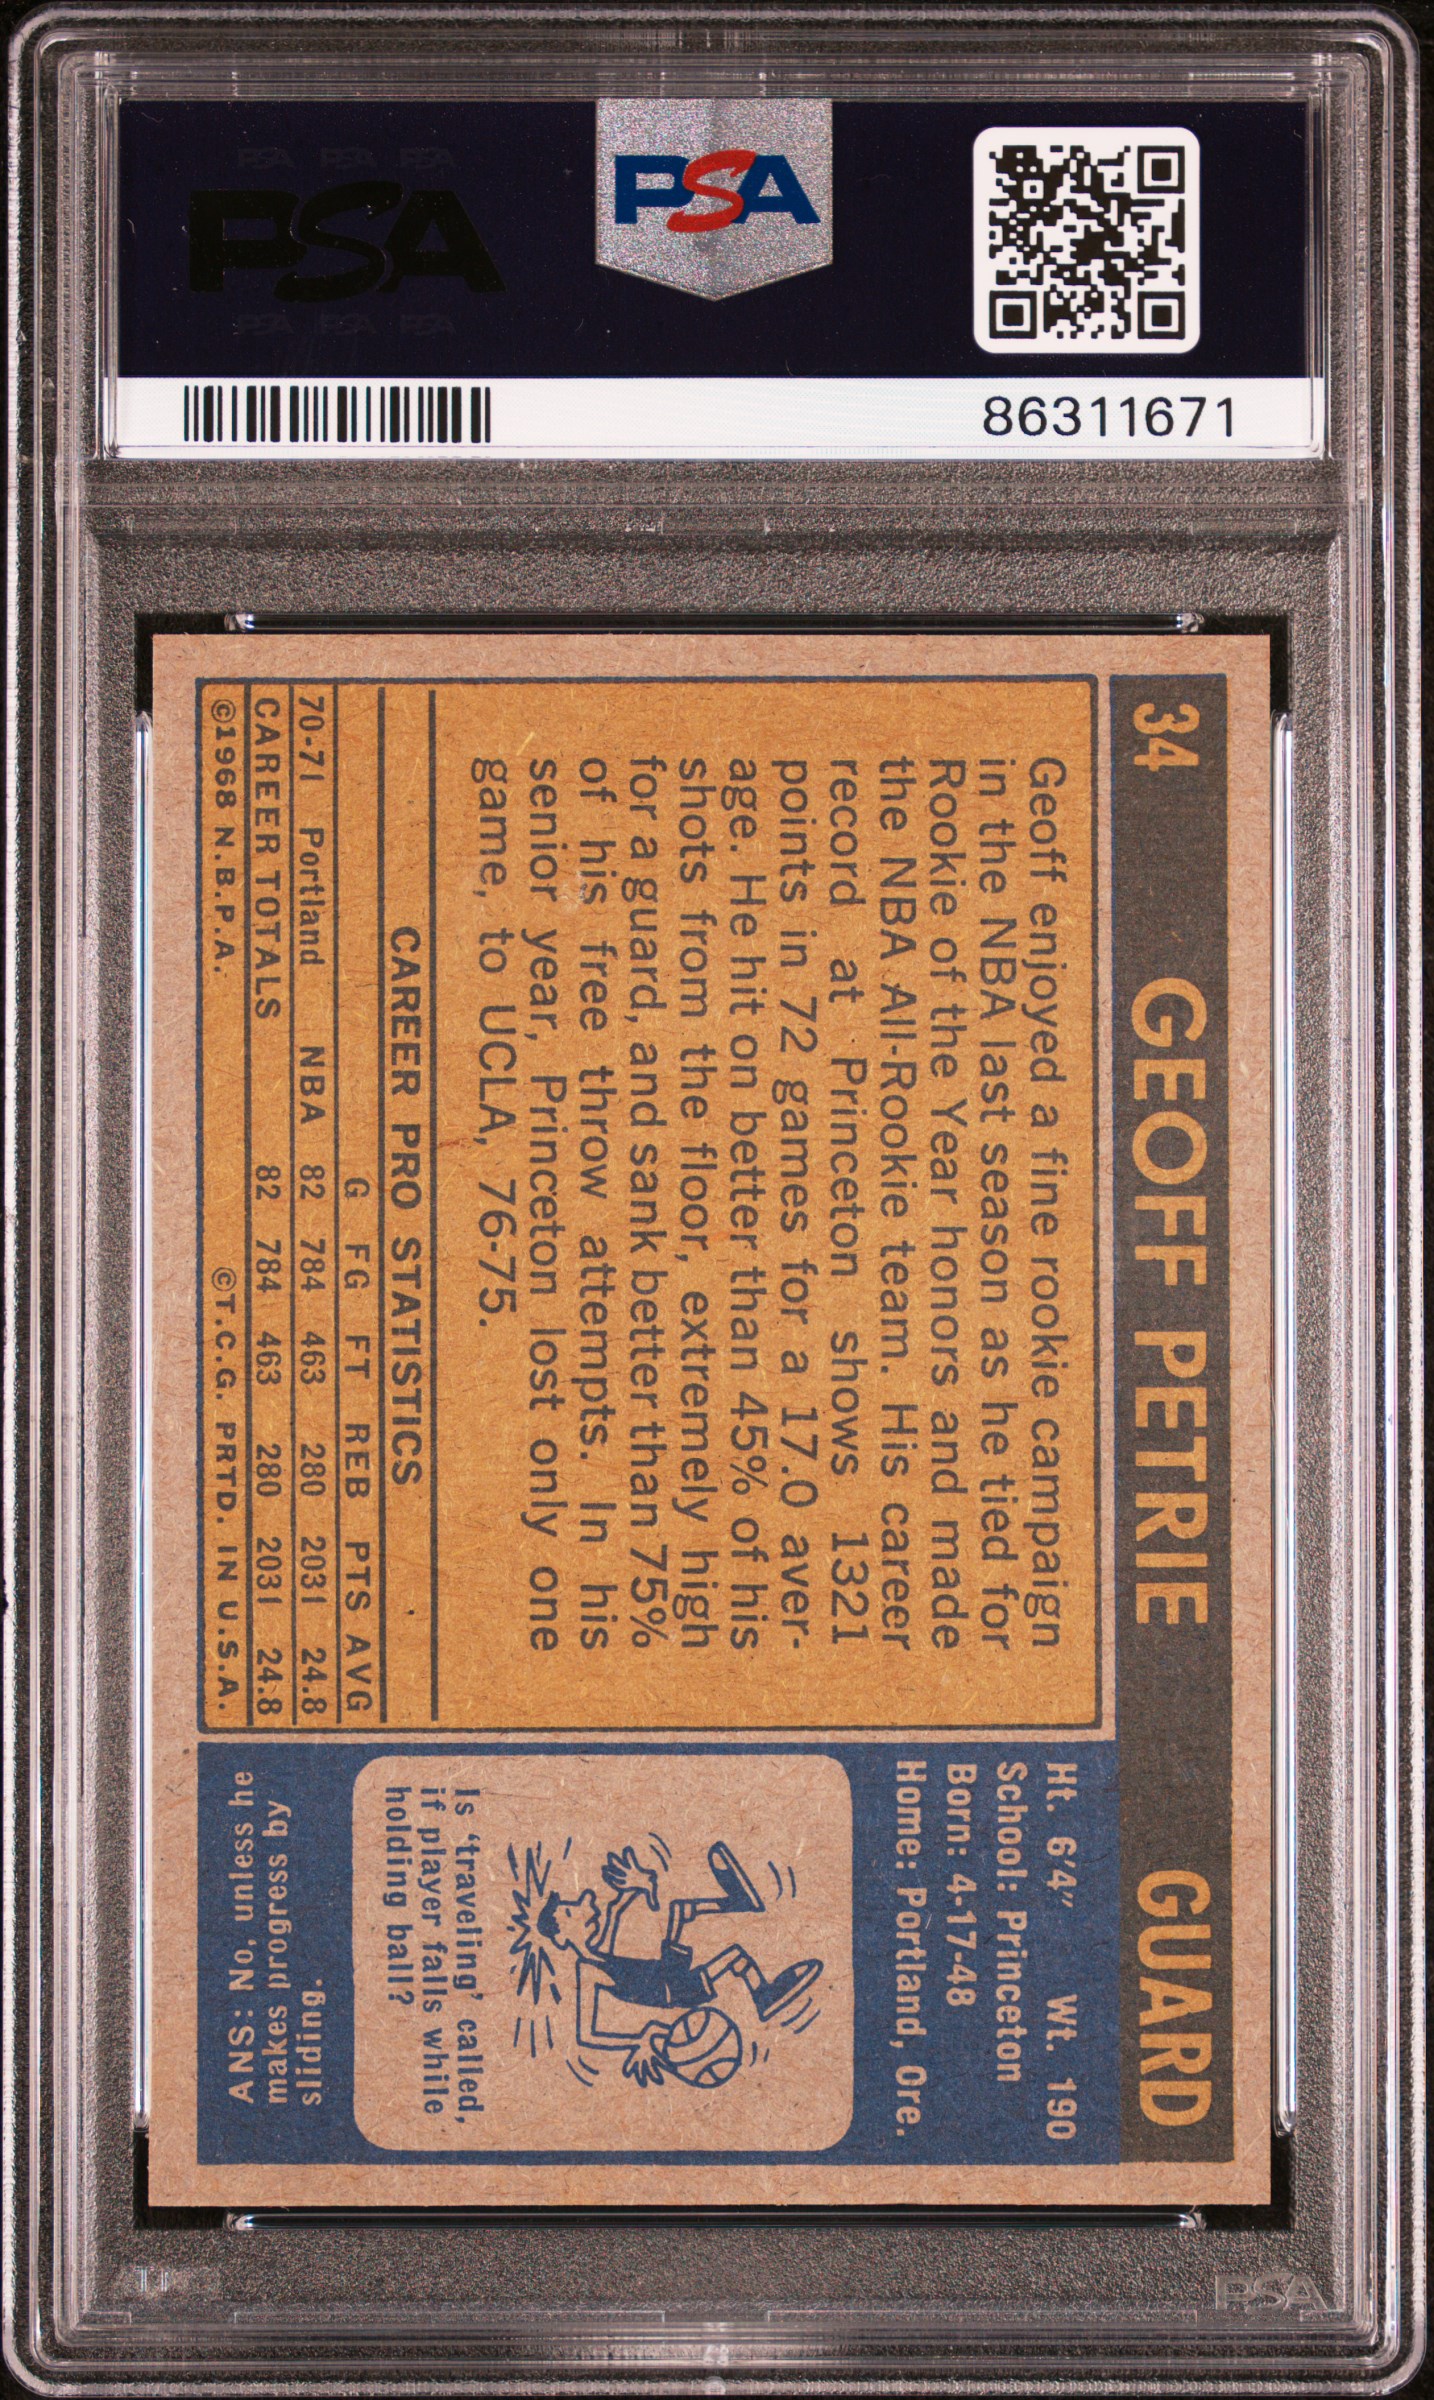 PSA PSA PSA
PSA
PSA PSA PSA
PSA
86311671
34 GEOFF PETRIE GUARD
Geoff enjoyed a fine rookie campaign
in the NBA last season as he tied for
Rookie of the Year honors and made
the NBA All-Rookie team. His career
record at Princeton shows 1321
points in 72 games for a 17.0 aver-
age. He hit on better than 45% of his
shots from the floor, extremely high
for a guard, and sank better than 75%
of his free throw attempts. In his
senior year, Princeton lost only one
game, to UCLA, 76-75.
CAREER PRO STATISTICS
G FG FT REB PTS AVG
70-71 Portland NBA 82 784 463 280 2031 24.8
CAREER TOTALS 82 784 463 280 2031 24.8
©1968 N.B.P.A. ©T.C.G. PRTD. IN U.S.A.
Ht. 6'4" Wt. 190
School: Princeton
Born: 4-17-48
Home: Portland, Ore.
Is 'traveling' called,
if player falls while
holding ball?
ANS: No, unless he
makes progress by
sliding.
PSA